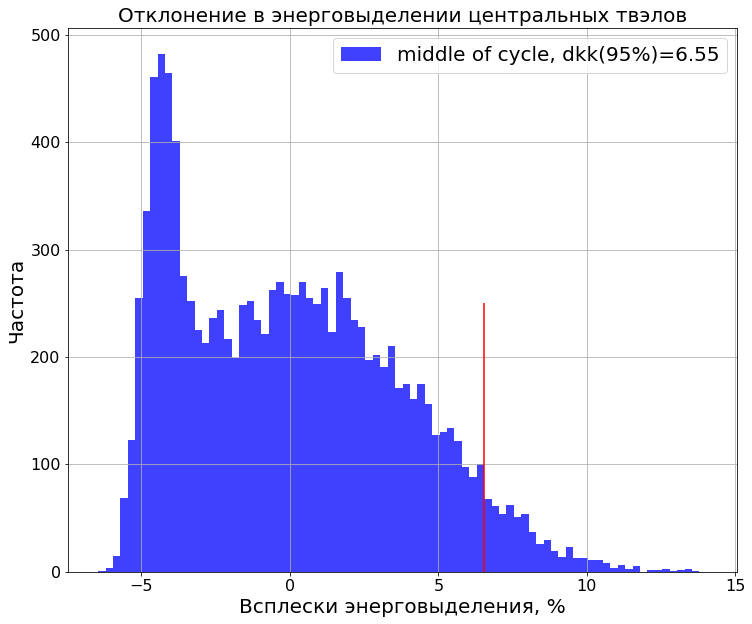 Отклонение в энерговыделении центральных твэлов
middle of cycle, dkk(95%)=6.55
500
400
300
200
100
0
Частота
−5
0
5
10
15
Всплески энерговыделения, %